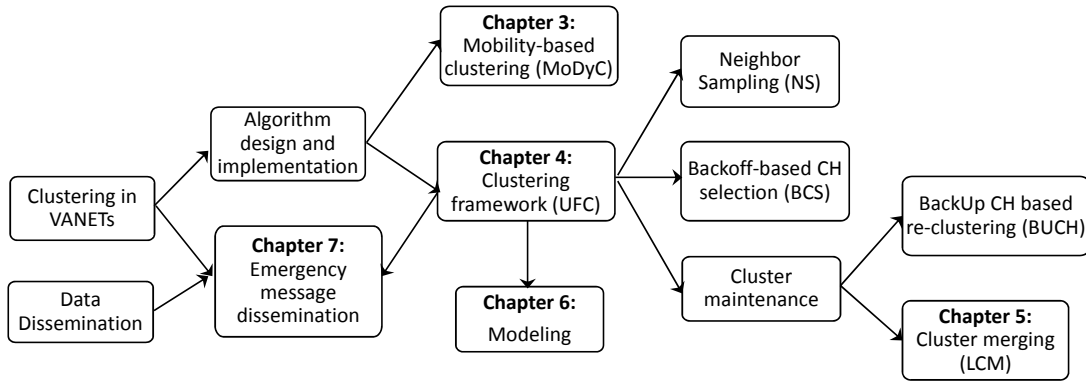 Clustering in
VANETs
Data
Dissemination
Algorithm
design and
implementation
Chapter 7:
Emergency
message
dissemination
Chapter 3:
Mobility-based
clustering (MoDyC)
Chapter 4:
Clustering
framework (UFC)
Chapter 6:
Modeling
Neighbor
Sampling (NS)
Backoff-based CH
selection (BCS)
Cluster
maintenance
BackUp CH based
re-clustering (BUCH)
Chapter 5:
Cluster merging
(LCM)